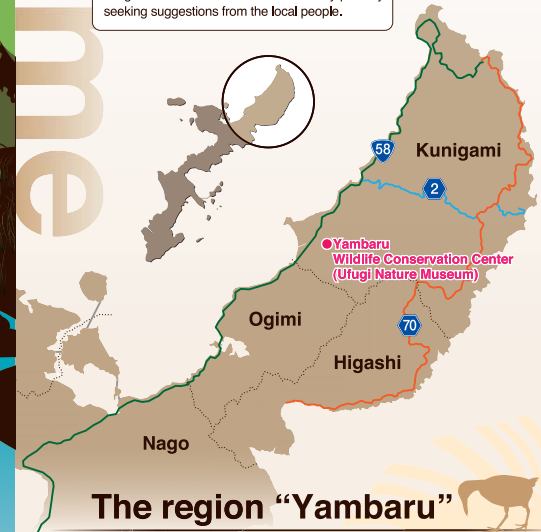 seeking suggestions from the local people.
me
58
Kunigami
2
Yambaru
Wildlife Conservation Center
(Ufugi Nature Museum)
Ogimi
70
Higashi
Nago
The region “Yambaru”